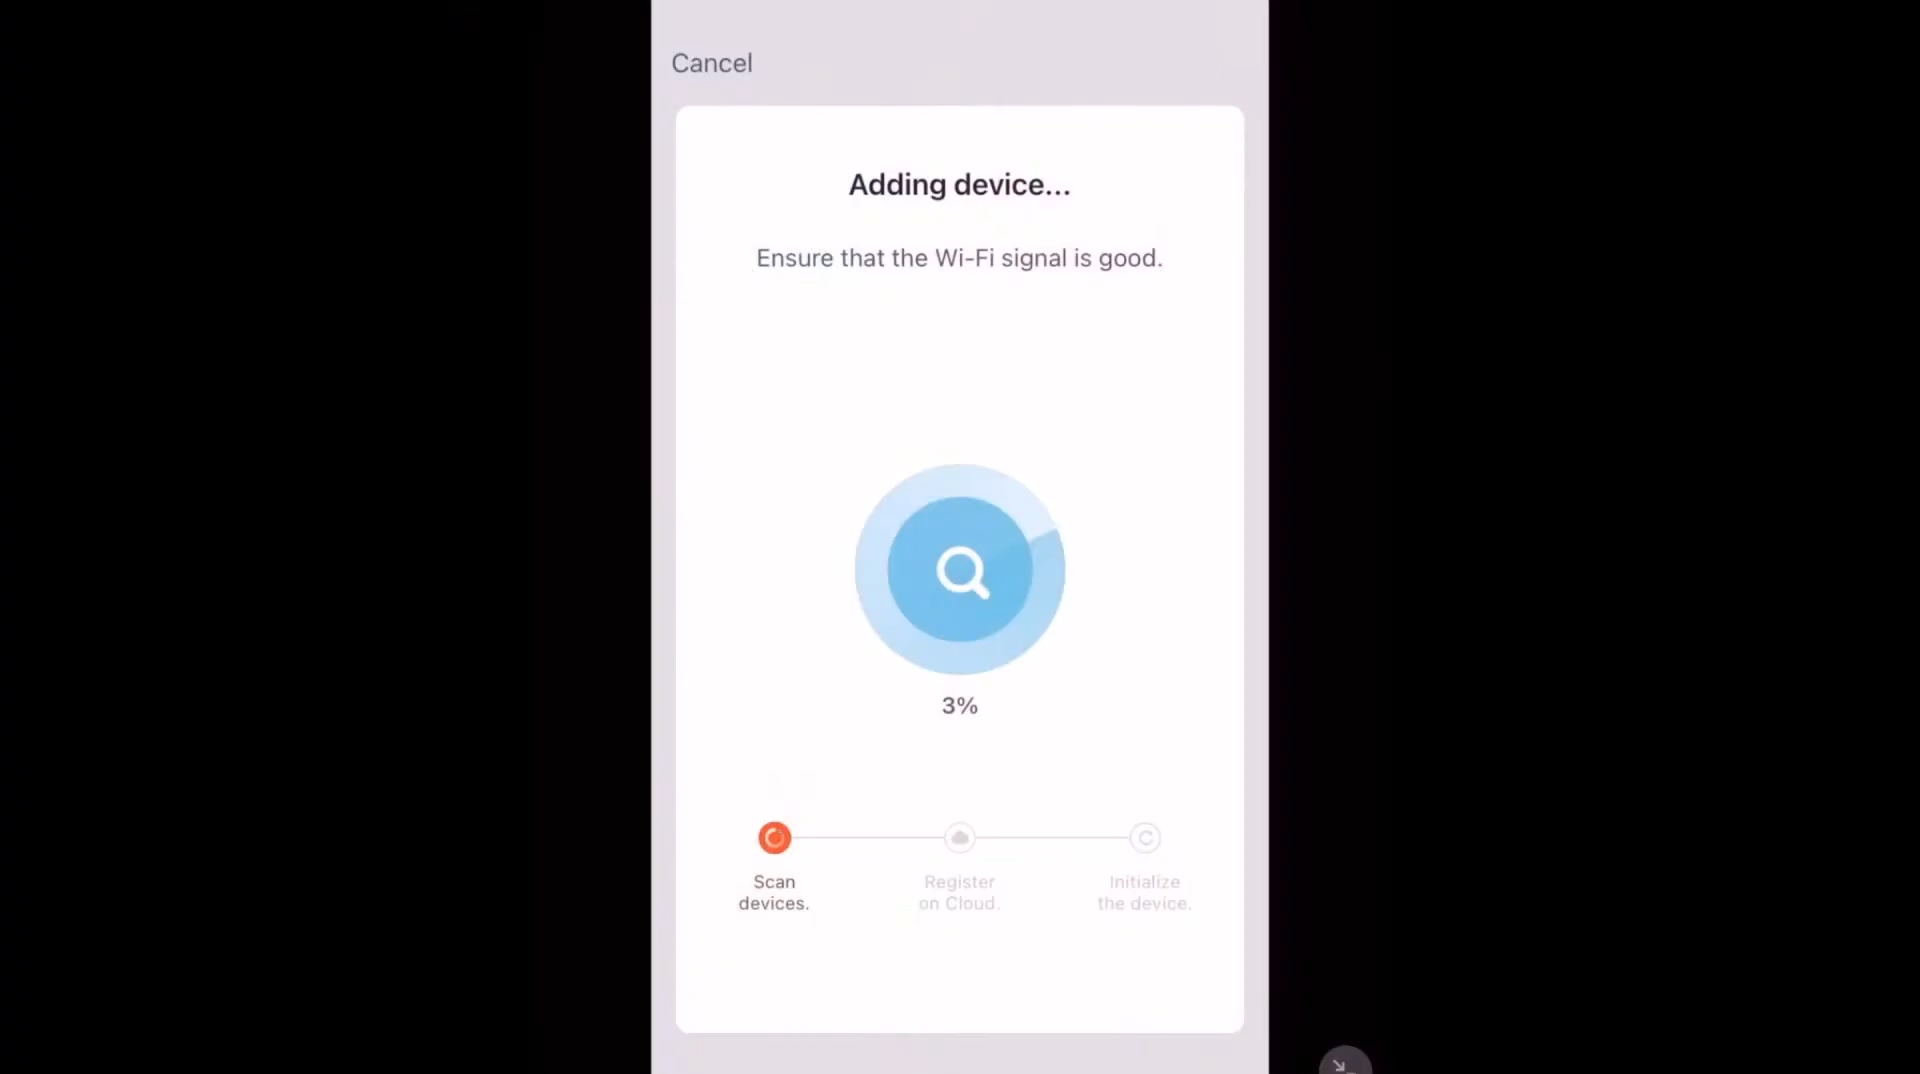 Cancel
Adding device...
Ensure that the Wi-Fi signal is good.
3%
Scan
devices.
Register
on Cloud.
Initialize
the device.